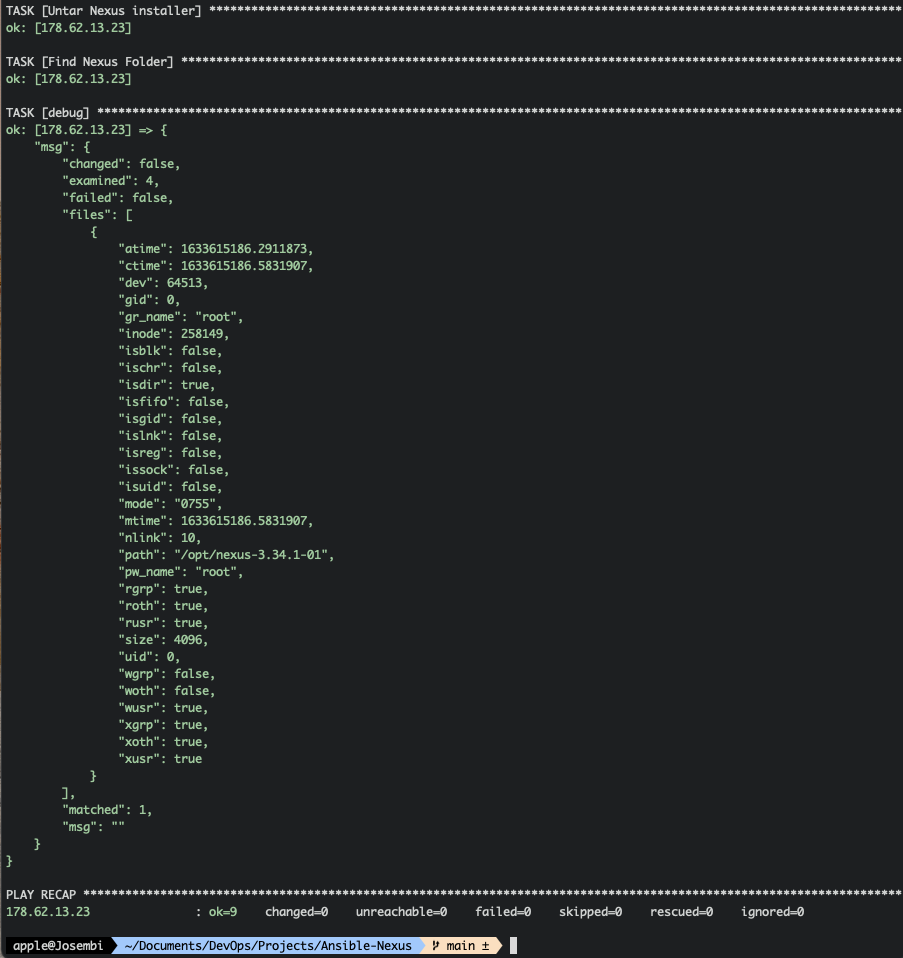 TASK [Untar Nexus installer] ***************************************************************************************************
ok: [178.62.13.23]
TASK [Find Nexus Folder] *******************************************************************************************************
ok: [178.62.13.23]
TASK [debug] *******************************************************************************************************************
ok: [178.62.13.23] => {
    "msg": {
        "changed": false,
        "examined": 4,
        "failed": false,
        "files": [
            {
                "atime": 1633615186.2911873,
                "ctime": 1633615186.5831907,
                "dev": 64513,
                "gid": 0,
                "gr_name": "root",
                "inode": 258149,
                "isblk": false,
                "ischr": false,
                "isdir": true,
                "isfifo": false,
                "isgid": false,
                "islnk": false,
                "isreg": false,
                "issock": false,
                "isuid": false,
                "mode": "0755",
                "mtime": 1633615186.5831907,
                "nlink": 10,
                "path": "/opt/nexus-3.34.1-01",
                "pw_name": "root",
                "rgrp": true,
                "roth": true,
                "rusr": true,
                "size": 4096,
                "uid": 0,
                "wgrp": false,
                "woth": false,
                "wusr": true,
                "xgrp": true,
                "xoth": true,
                "xusr": true
            }
        ],
        "matched": 1,
        "msg": ""
    }
}
PLAY RECAP *********************************************************************************************************************
178.62.13.23               : ok=9    changed=0    unreachable=0    failed=0    skipped=0    rescued=0    ignored=0
apple@Josembi ~/Documents/DevOps/Projects/Ansible-Nexus main ±